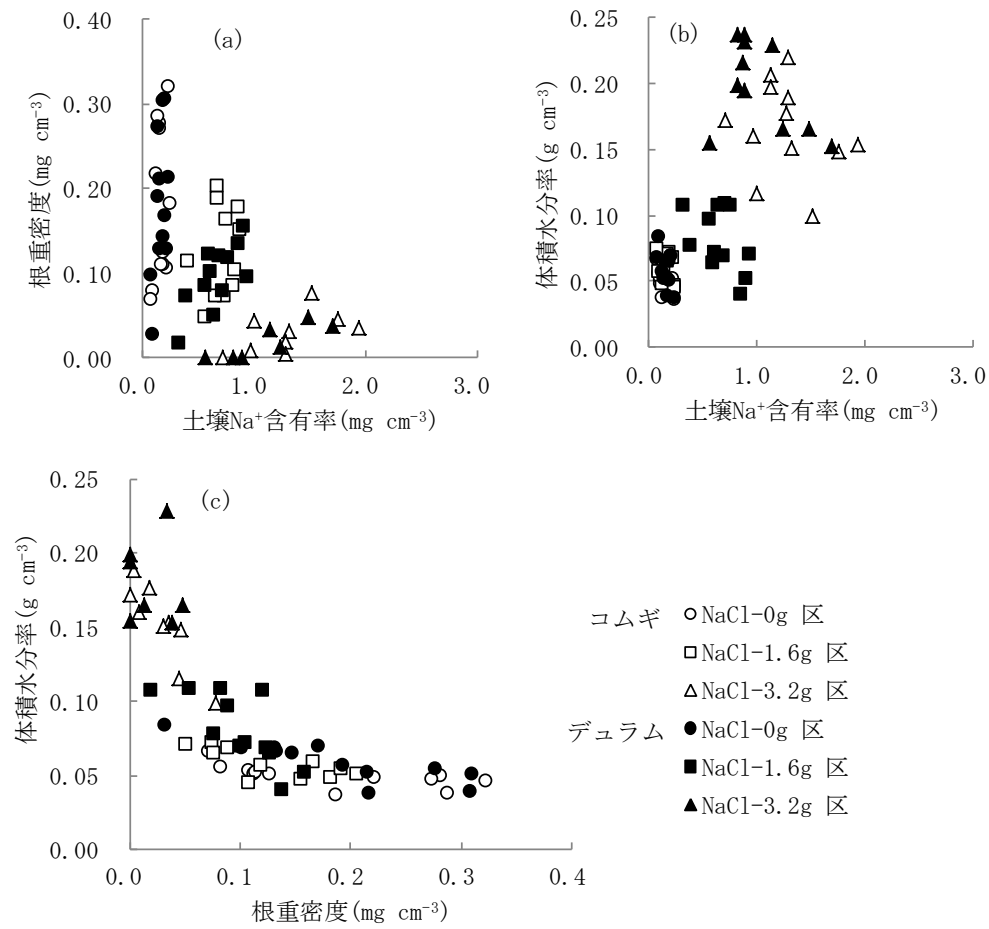 (a)
根重密度(mg cm⁻³)
0.40
0.30
0.20
0.10
0.00
0.0 1.0 2.0 3.0
土壌Na⁺含有率(mg cm⁻³)
(b)
体積水分率(g cm⁻³)
0.25
0.20
0.15
0.10
0.05
0.00
0.0 1.0 2.0 3.0
土壌Na⁺含有率(mg cm⁻³)
(c)
体積水分率(g cm⁻³)
0.25
0.20
0.15
0.10
0.05
0.00
0.0 0.1 0.2 0.3 0.4
根重密度(mg cm⁻³)
コムギ ○NaCl-0g 区
□NaCl-1.6g 区
△NaCl-3.2g 区
デュラム ●NaCl-0g 区
■NaCl-1.6g 区
▲NaCl-3.2g 区